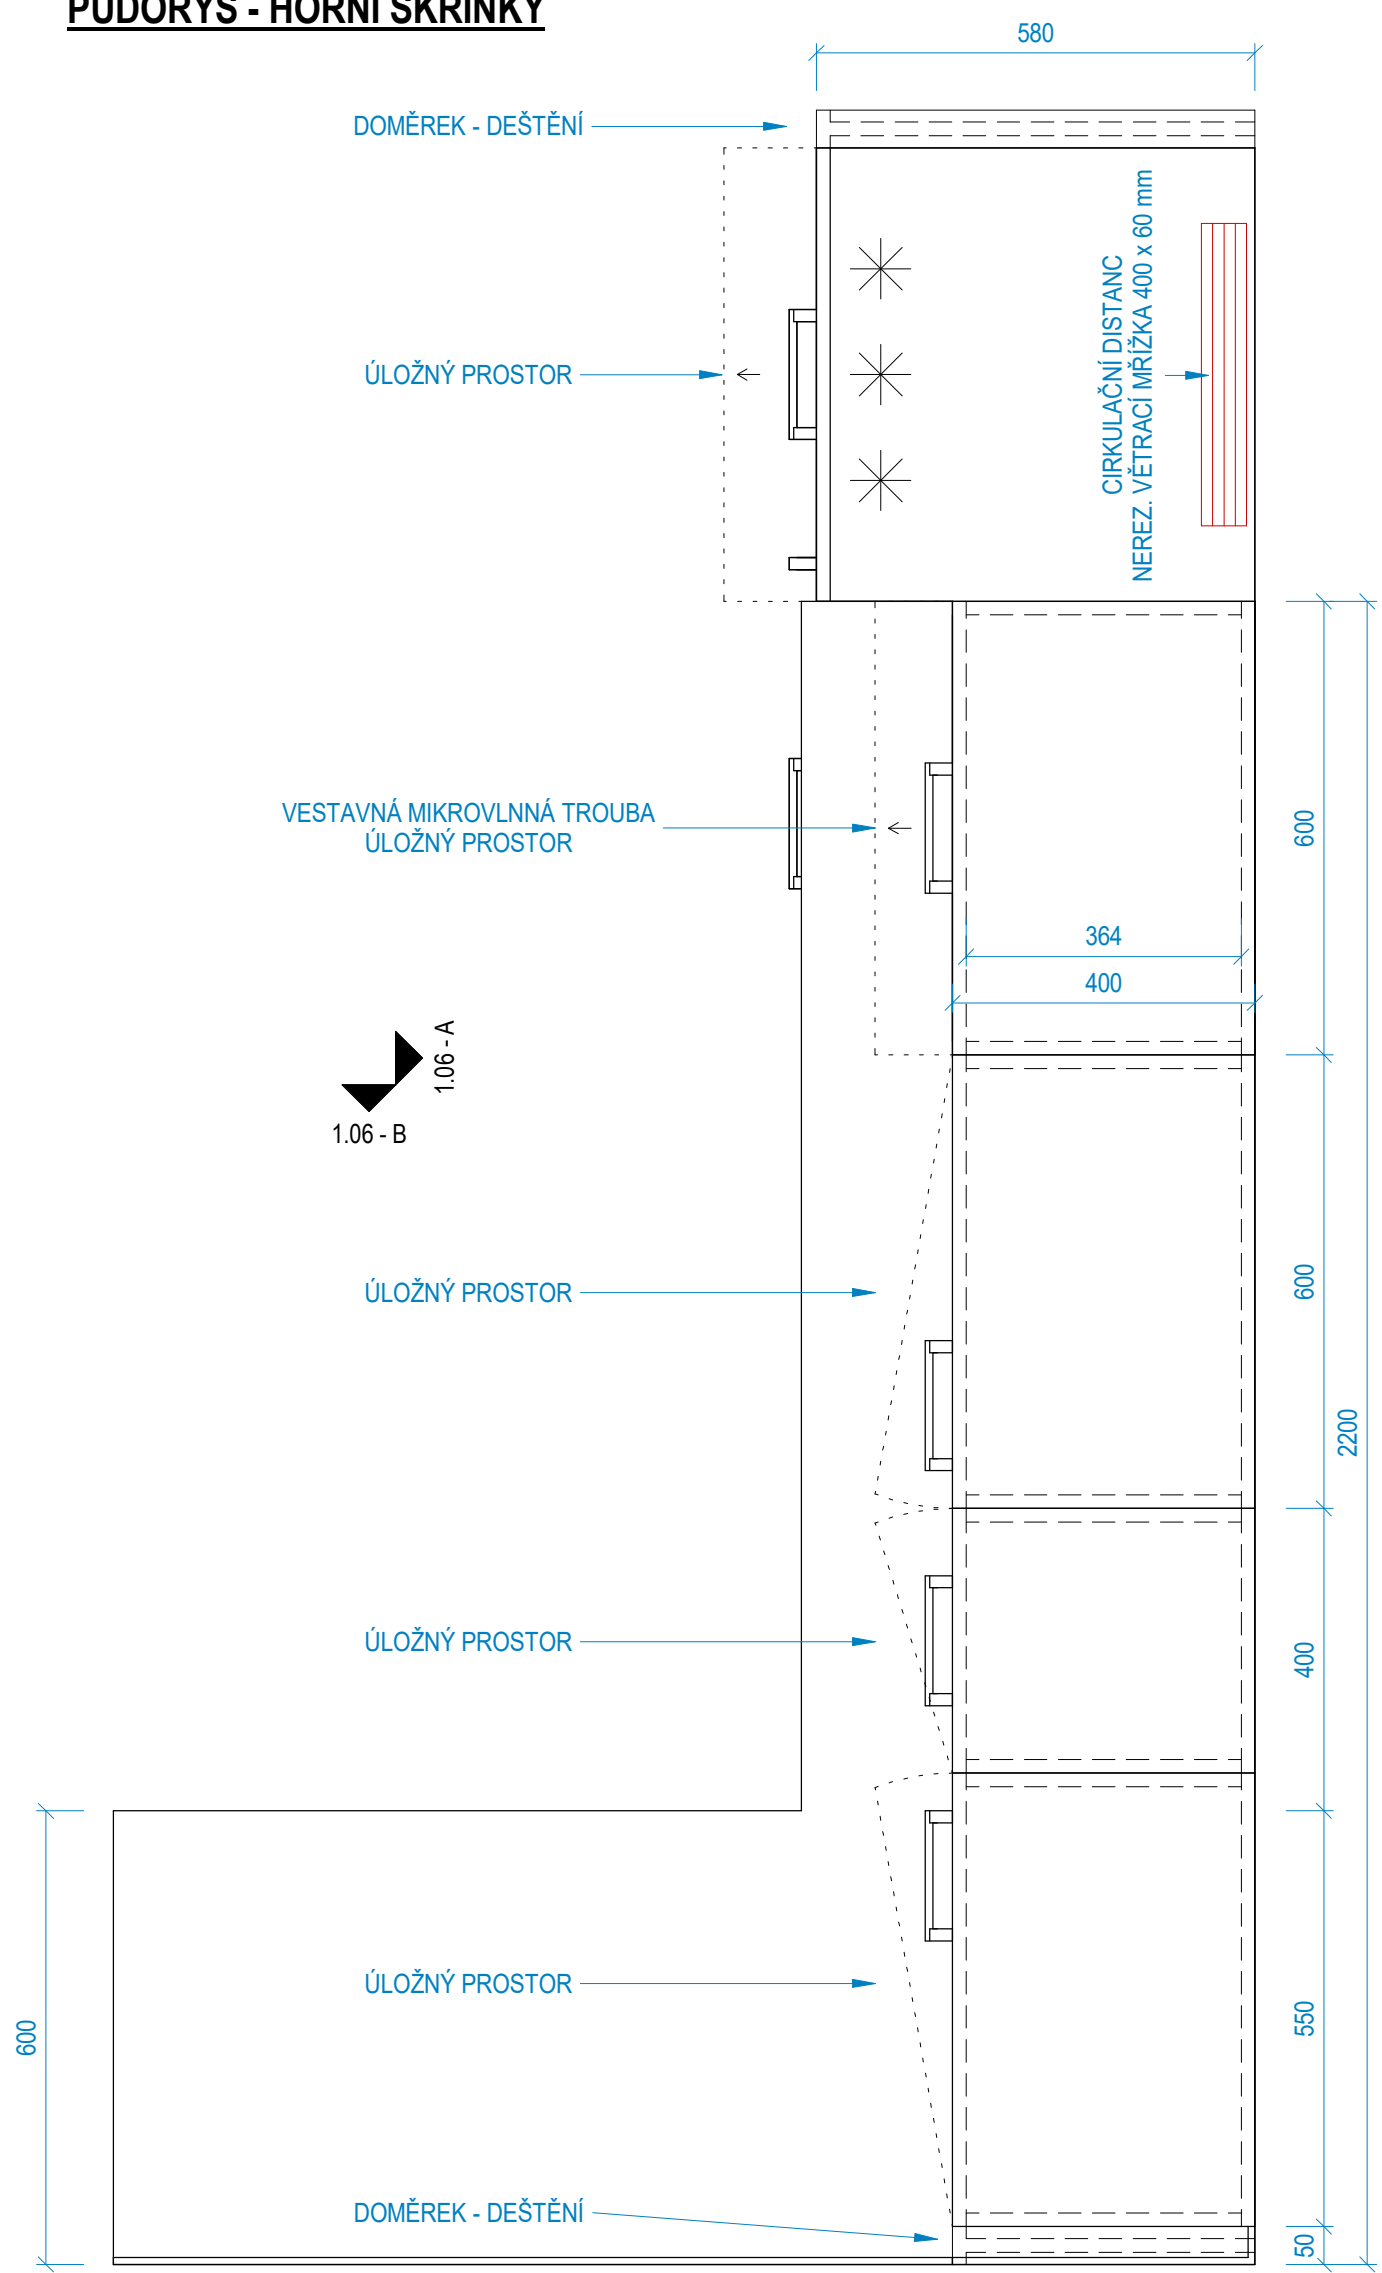 PŮDORYS - HORNÍ SKŘÍŇKY
580
DOMĚREK - DEŠTĚNÍ
CIRKULAČNÍ DISTANC
NEREZ. VĚTRACÍ MŘÍŽKA 400 x 60 mm
ÚLOŽNÝ PROSTOR
VESTAVNÁ MIKROVLNNÁ TROUBA
ÚLOŽNÝ PROSTOR
600
364
400
1.06 - A
1.06 - B
ÚLOŽNÝ PROSTOR
600
2200
ÚLOŽNÝ PROSTOR
400
ÚLOŽNÝ PROSTOR
550
600
DOMĚREK - DEŠTĚNÍ
50